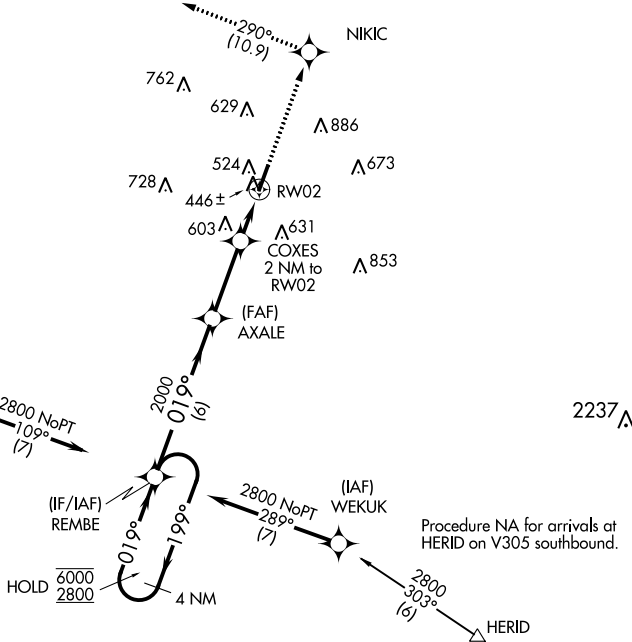 290°
(10.9)
NIKIC
762
629
886
524
673
728
446 ±
RW02
603
631
COXES
2 NM to
RW02
853
(FAF)
AXALE
2000
019°
(6)
2800 NoPT
109°
(7)
2237
(IF/IAF)
REMBE
2800 NoPT
289°
(7)
(IAF)
WEKUK
Procedure NA for arrivals at
HERID on V305 southbound.
019°
199°
HOLD
6000
2800
4 NM
2800
303°
(6)
HERID